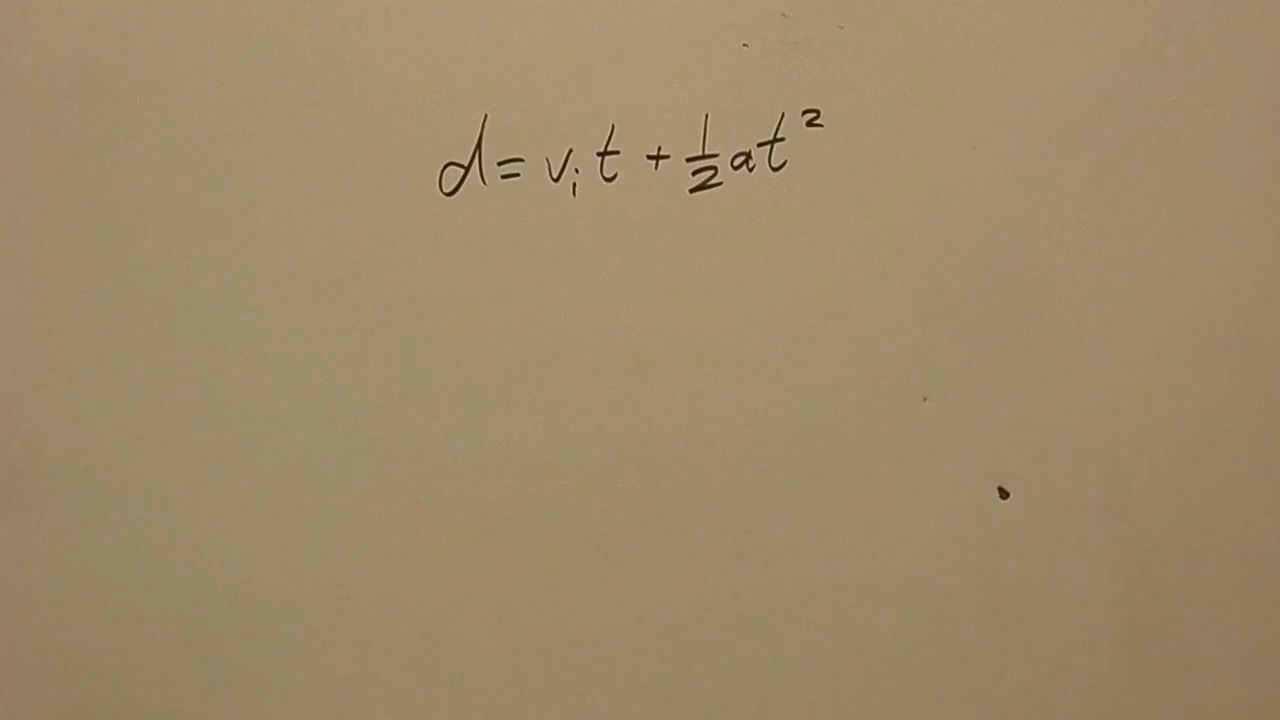 d = vᵢt + ½at²